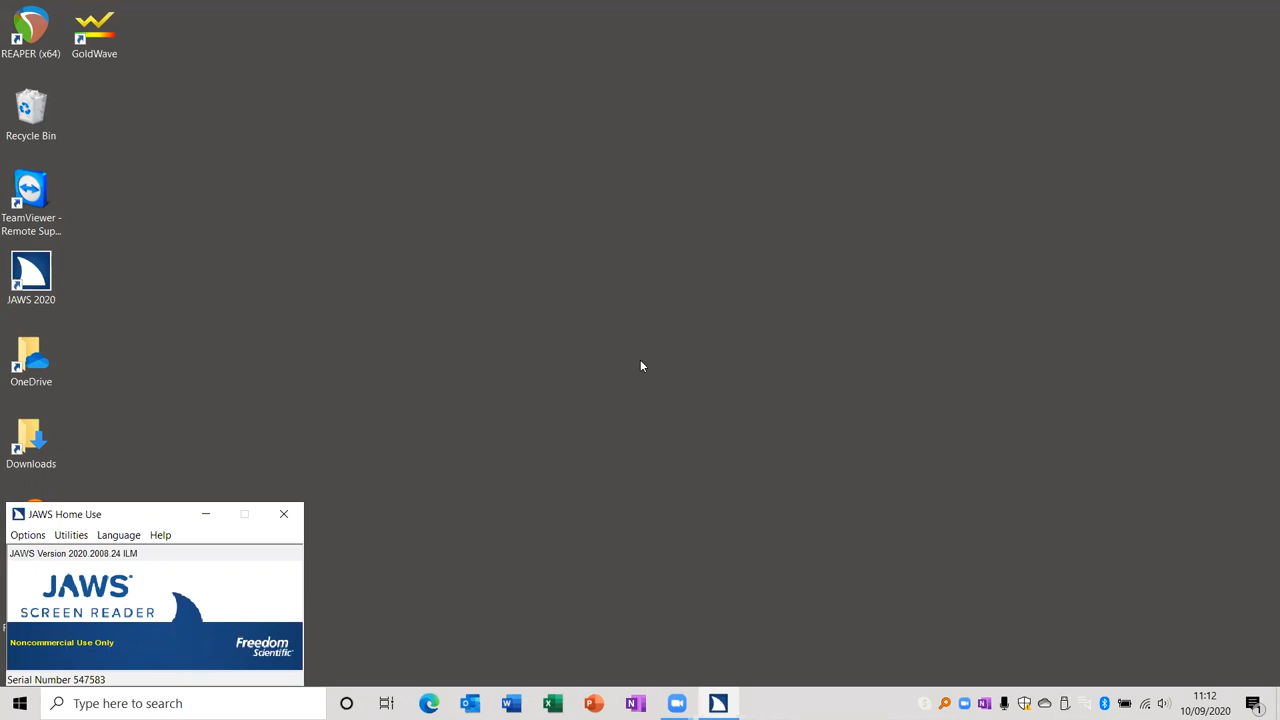 REAPER (x64)
GoldWave
Recycle Bin
TeamViewer -
Remote Sup...
JAWS 2020
OneDrive
Downloads
JAWS Home Use
Options Utilities Language Help
JAWS Version 2020.2008.24 ILM
JAWS
SCREEN READER
Noncommercial Use Only
Freedom
Scientific
Serial Number 547583
Type here to search
11:12
10/09/2020
1